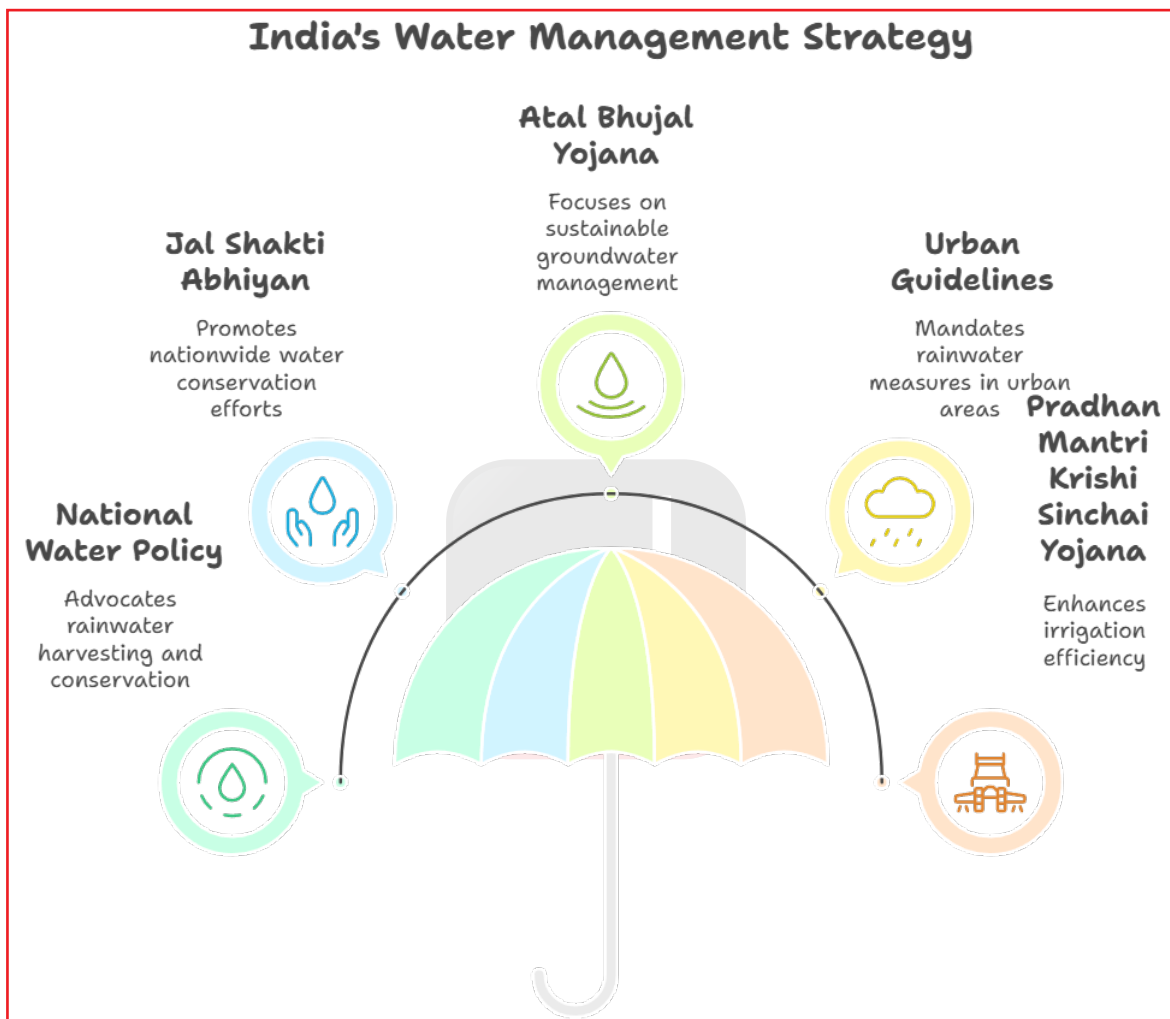 India's Water Management Strategy
Atal Bhujal
Yojana
Focuses on
sustainable
groundwater
management
Jal Shakti
Abhiyan
Promotes
nationwide water
conservation
efforts
Urban
Guidelines
Mandates
rainwater
measures in urban
areas
National
Water Policy
Advocates
rainwater
harvesting and
conservation
Pradhan
Mantri
Krishi
Sinchai
Yojana
Enhances
irrigation
efficiency